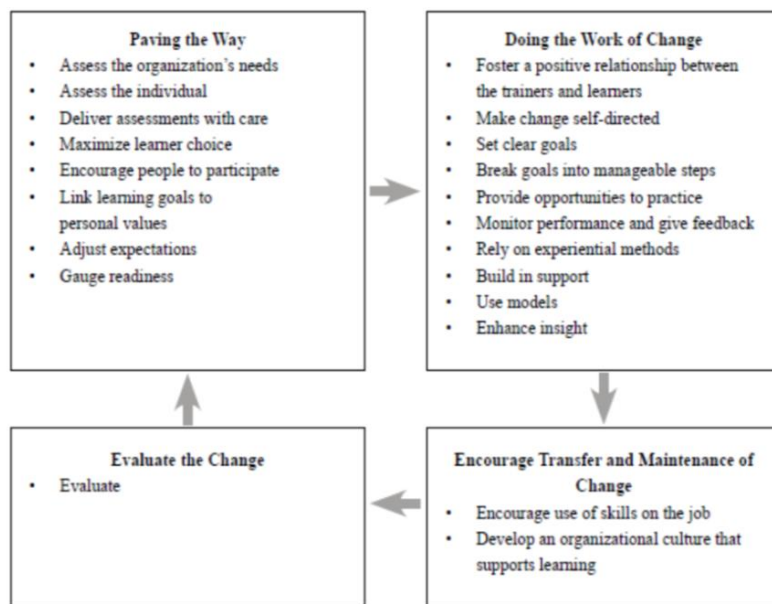 Paving the Way
• Assess the organization's needs
• Assess the individual
• Deliver assessments with care
• Maximize learner choice
• Encourage people to participate
• Link learning goals to
personal values
• Adjust expectations
• Gauge readiness
Doing the Work of Change
• Foster a positive relationship between
the trainers and learners
• Make change self-directed
• Set clear goals
• Break goals into manageable steps
• Provide opportunities to practice
• Monitor performance and give feedback
• Rely on experiential methods
• Build in support
• Use models
• Enhance insight
Evaluate the Change
• Evaluate
Encourage Transfer and Maintenance of
Change
• Encourage use of skills on the job
• Develop an organizational culture that
supports learning